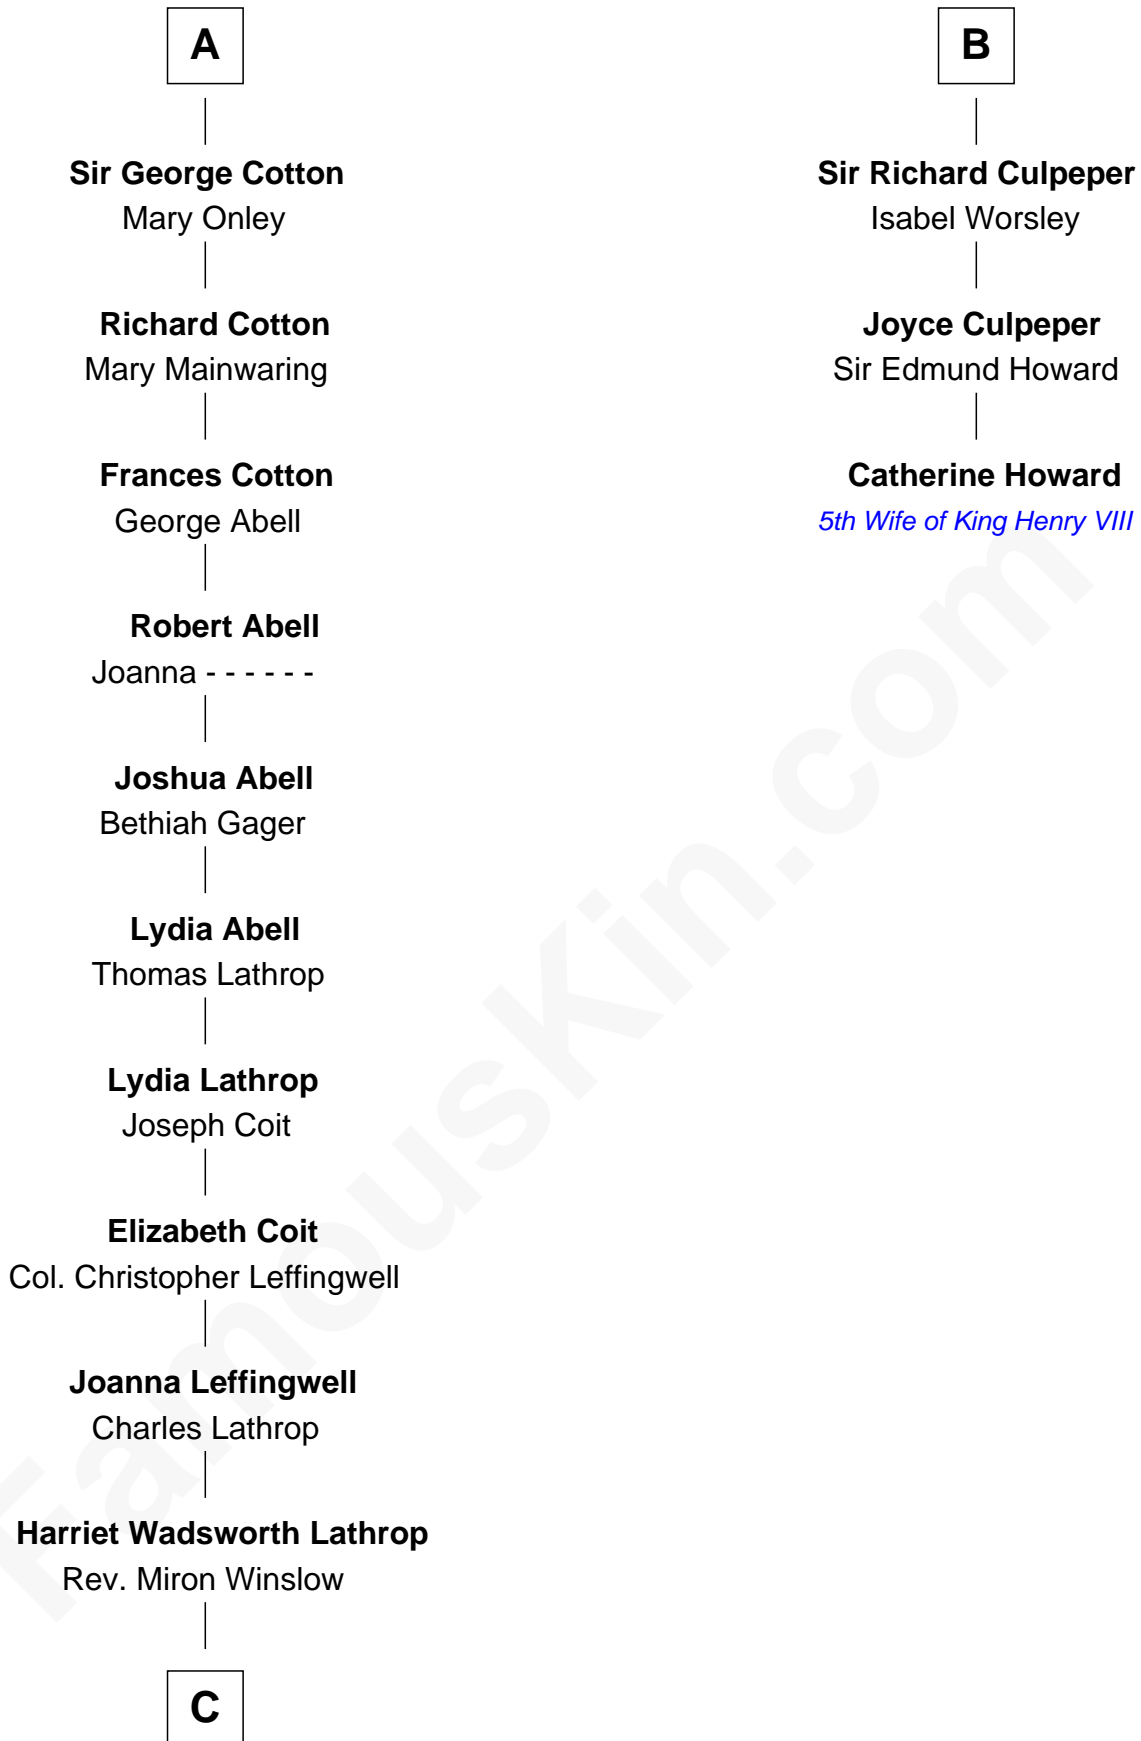 A
Sir George Cotton
Mary Onley
Richard Cotton
Mary Mainwaring
Frances Cotton
George Abell
Robert Abell
Joanna - - - - - -
Joshua Abell
Bethiah Gager
Lydia Abell
Thomas Lathrop
Lydia Lathrop
Joseph Coit
Elizabeth Coit
Col. Christopher Leffingwell
Joanna Leffingwell
Charles Lathrop
Harriet Wadsworth Lathrop
Rev. Miron Winslow
C
B
Sir Richard Culpeper
Isabel Worsley
Joyce Culpeper
Sir Edmund Howard
Catherine Howard
5th Wife of King Henry VIII
FamousKin.com